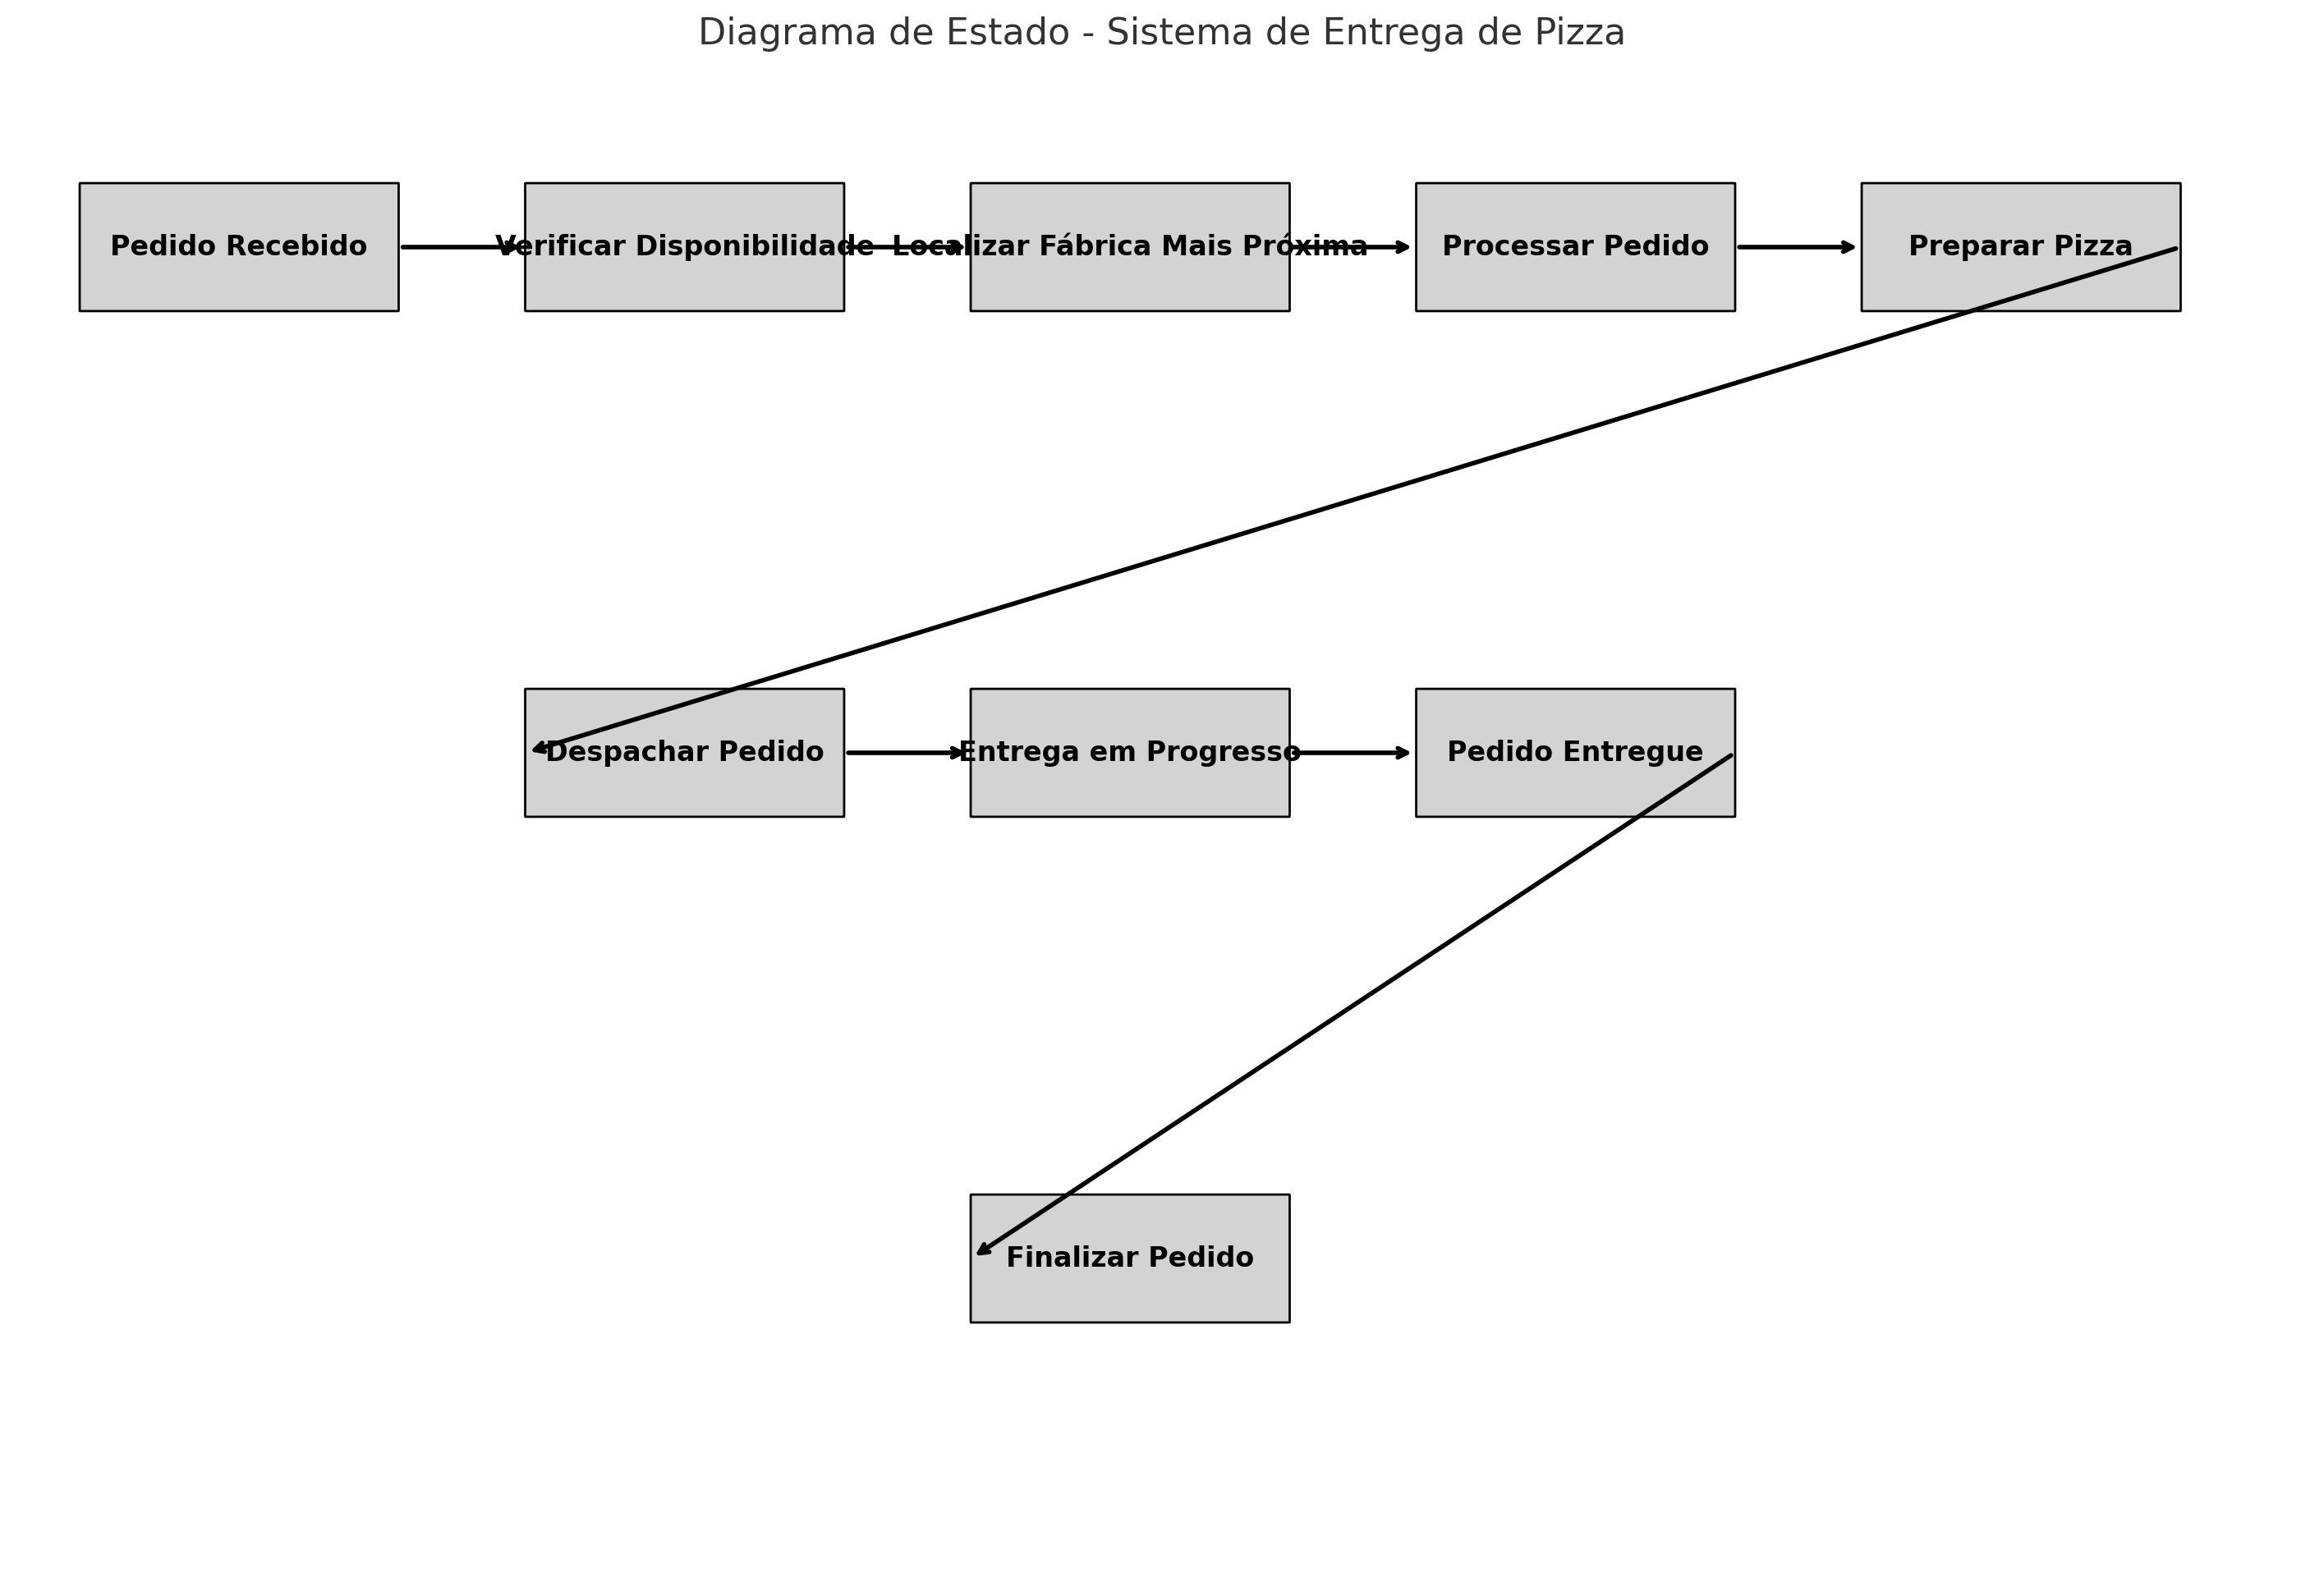 Diagrama de Estado - Sistema de Entrega de Pizza
Pedido Recebido
Verificar Disponibilidade
Localizar Fábrica Mais Próxima
Processar Pedido
Preparar Pizza
Despachar Pedido
Entrega em Progresso
Pedido Entregue
Finalizar Pedido